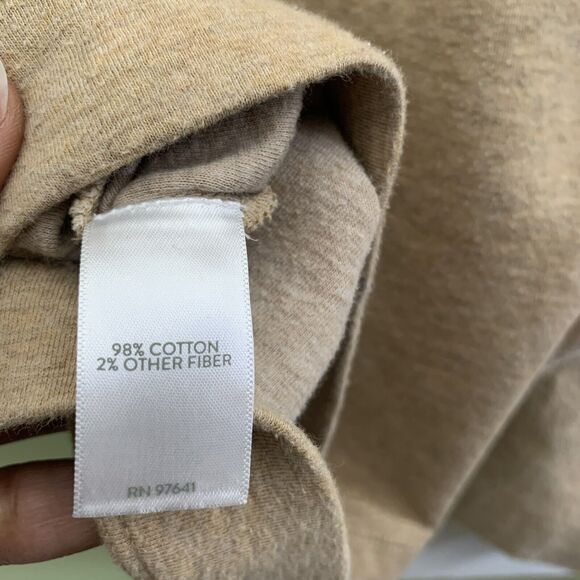 98% COTTON
2% OTHER FIBER
RN 97641